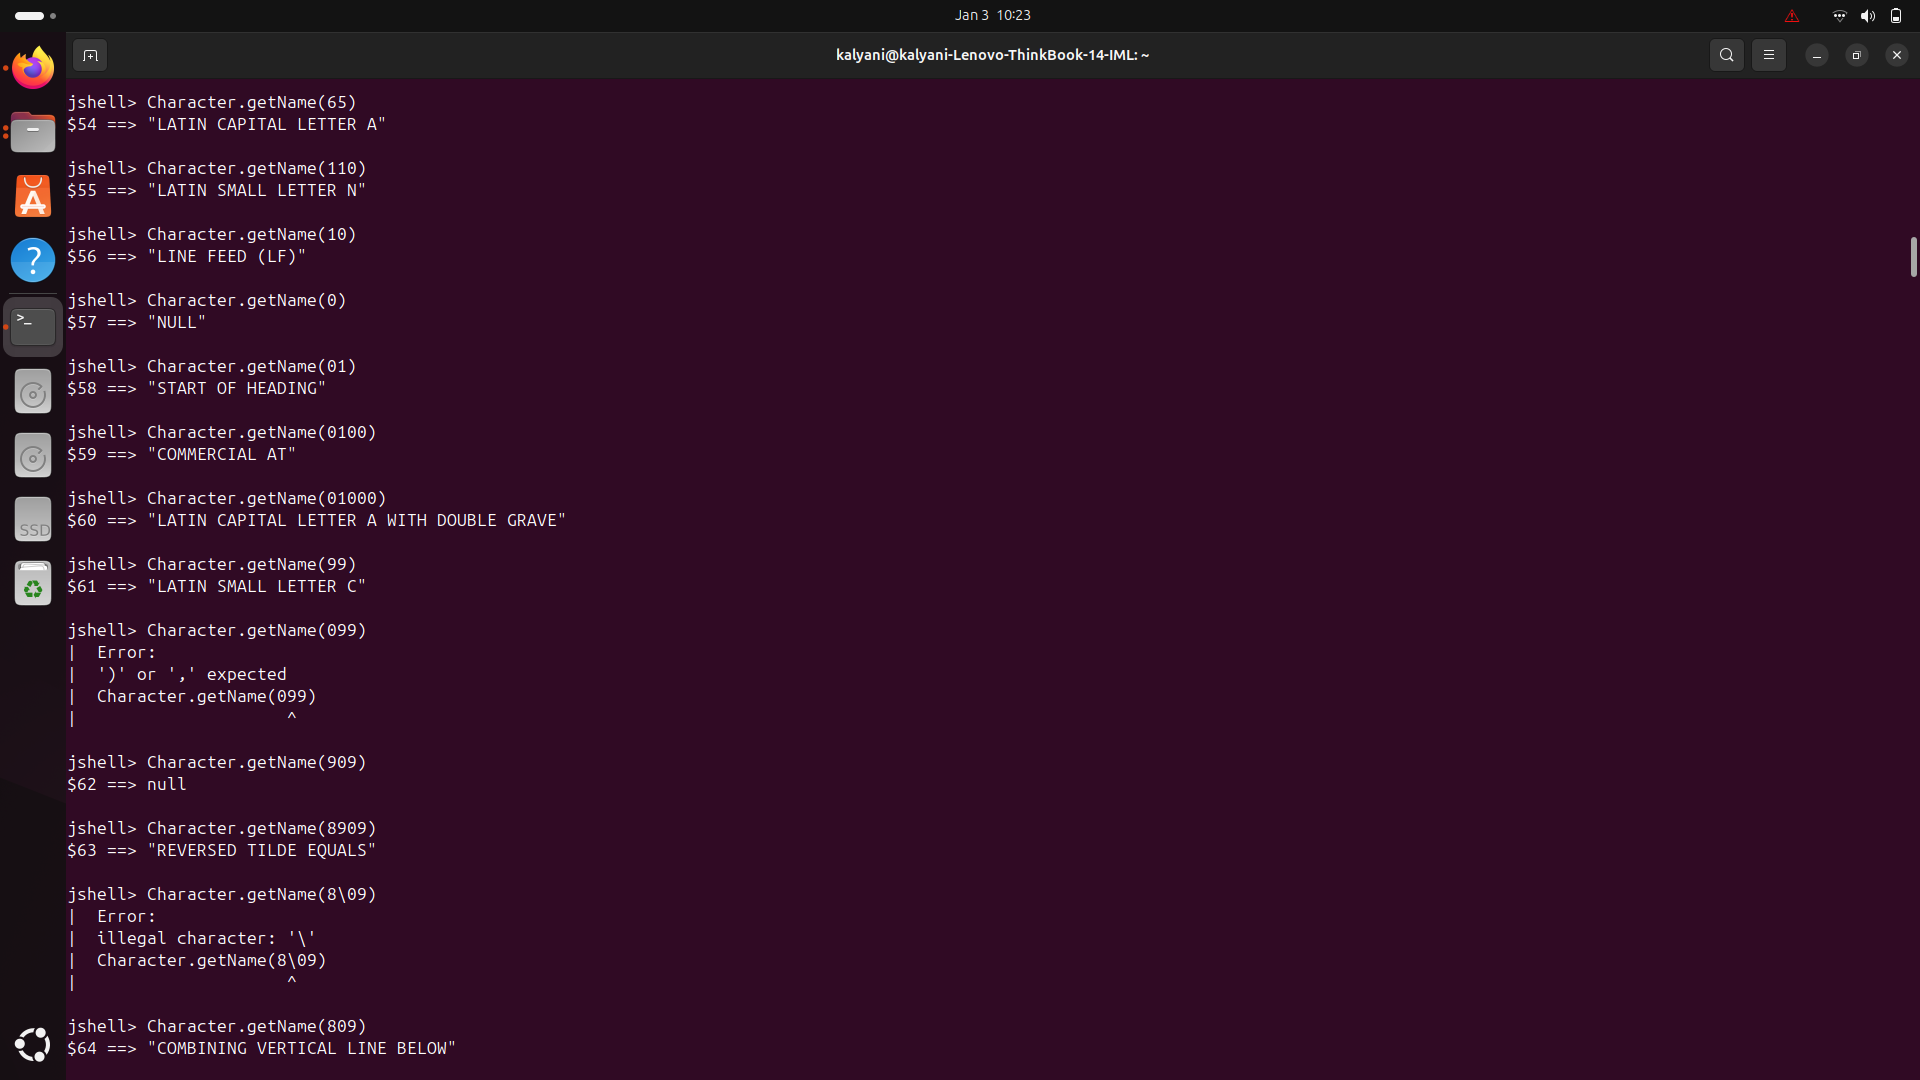 Jan 3 10:23
kalyani@kalyani-Lenovo-ThinkBook-14-IML: ~
jshell> Character.getName(65)
$54 ==> "LATIN CAPITAL LETTER A"
jshell> Character.getName(110)
$55 ==> "LATIN SMALL LETTER N"
jshell> Character.getName(10)
$56 ==> "LINE FEED (LF)"
jshell> Character.getName(0)
$57 ==> "NULL"
jshell> Character.getName(01)
$58 ==> "START OF HEADING"
jshell> Character.getName(0100)
$59 ==> "COMMERCIAL AT"
jshell> Character.getName(01000)
$60 ==> "LATIN CAPITAL LETTER A WITH DOUBLE GRAVE"
jshell> Character.getName(99)
$61 ==> "LATIN SMALL LETTER C"
jshell> Character.getName(099)
|  Error:
|  ')' or ',' expected
|  Character.getName(099)
|                     ^
jshell> Character.getName(909)
$62 ==> null
jshell> Character.getName(8909)
$63 ==> "REVERSED TILDE EQUALS"
jshell> Character.getName(8\09)
|  Error:
|  illegal character: '\'
|  Character.getName(8\09)
|                     ^
jshell> Character.getName(809)
$64 ==> "COMBINING VERTICAL LINE BELOW"
SSD